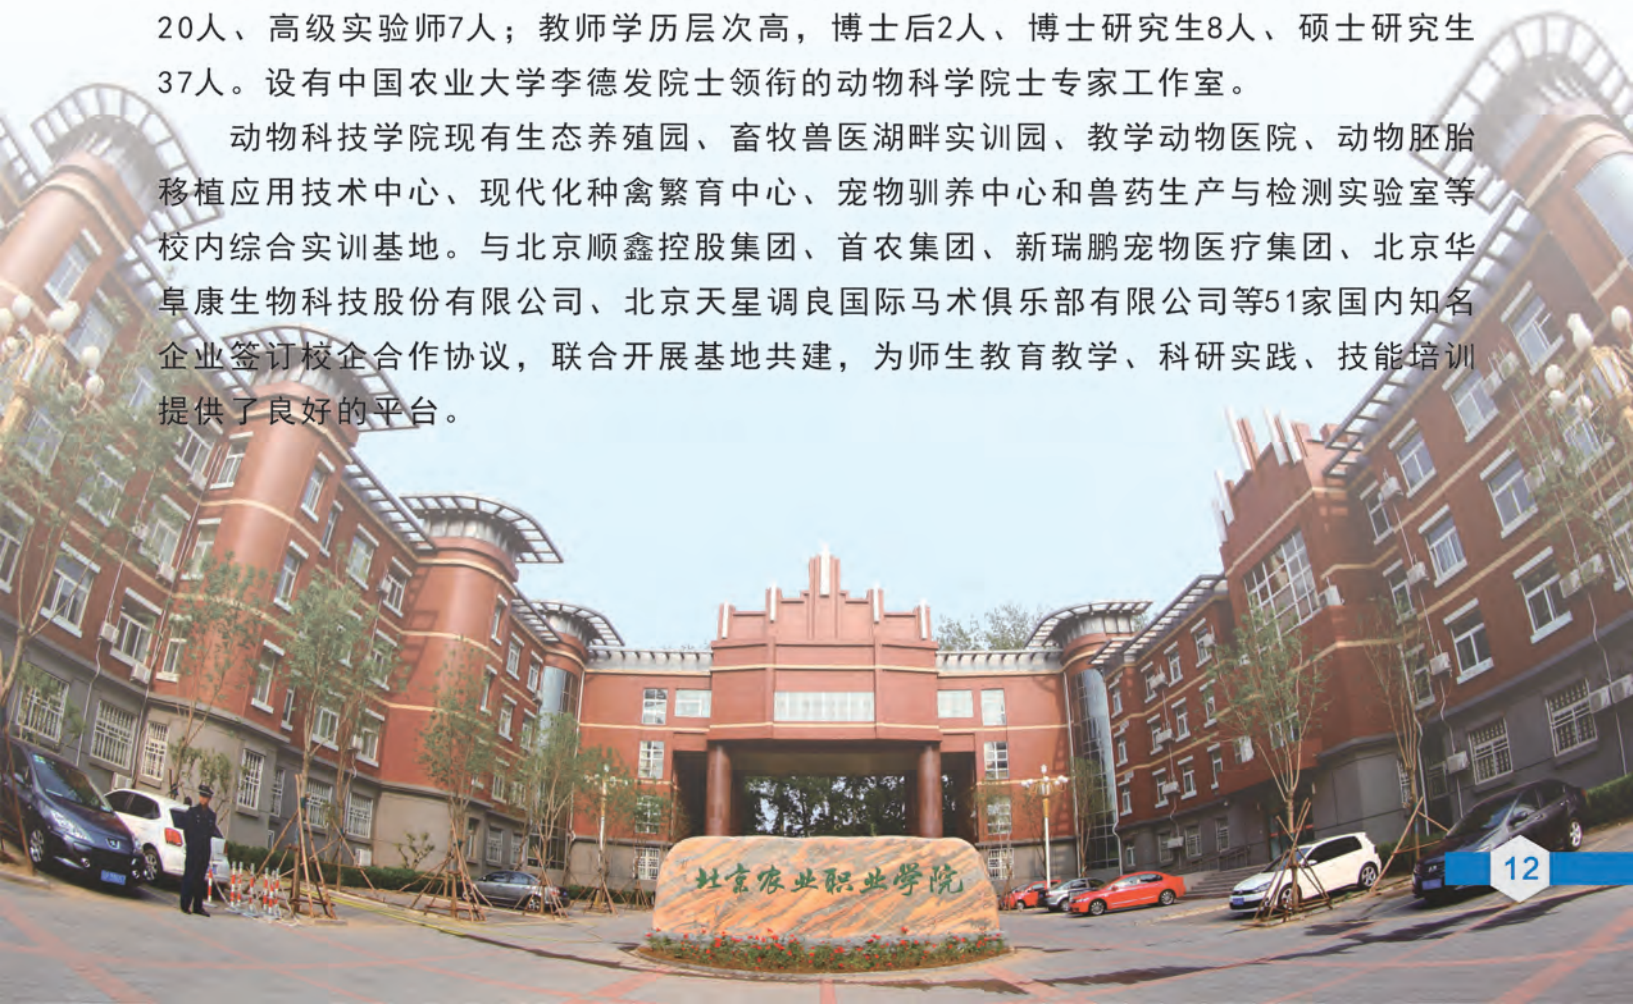 20人、高级实验师7人；教师学历层次高，博士后2人、博士研究生8人、硕士研究生
37人。设有中国农业大学李德发院士领衔的动物科学院士专家工作室。
动物科技学院现有生态养殖园、畜牧兽医湖畔实训园、教学动物医院、动物胚胎
移植应用技术中心、现代化种禽繁育中心、宠物驯养中心和兽药生产与检测实验室等
校内综合实训基地。与北京顺鑫控股集团、首农集团、新瑞鹏宠物医疗集团、北京华
阜康生物科技股份有限公司、北京天星调良国际马术俱乐部有限公司等51家国内知名
企业签订校企合作协议，联合开展基地共建，为师生教育教学、科研实践、技能培训
提供了良好的平台。
北京农业职业学院
12